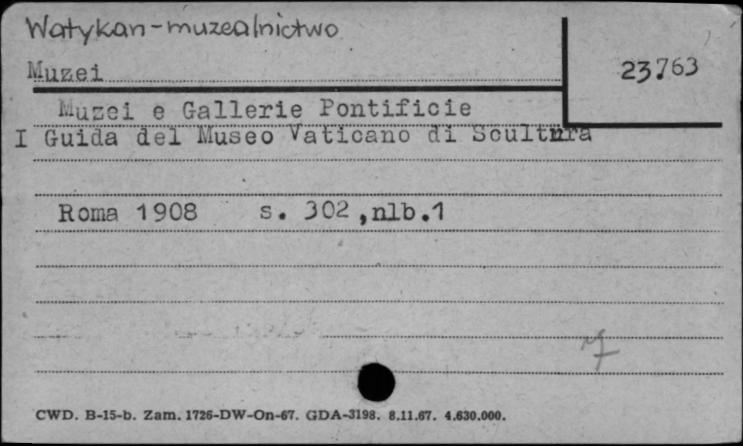 Watykan-muzealnictwo
Muzei
23763
Muzei e Gallerie Pontificie
I Guida del Museo Vaticano di Scultura
Roma 1908 s. 302,nlb.1
CWD. B-15-b. Zam. 1726-DW-On-67. GDA-3198. 8.11.67. 4.630.000.